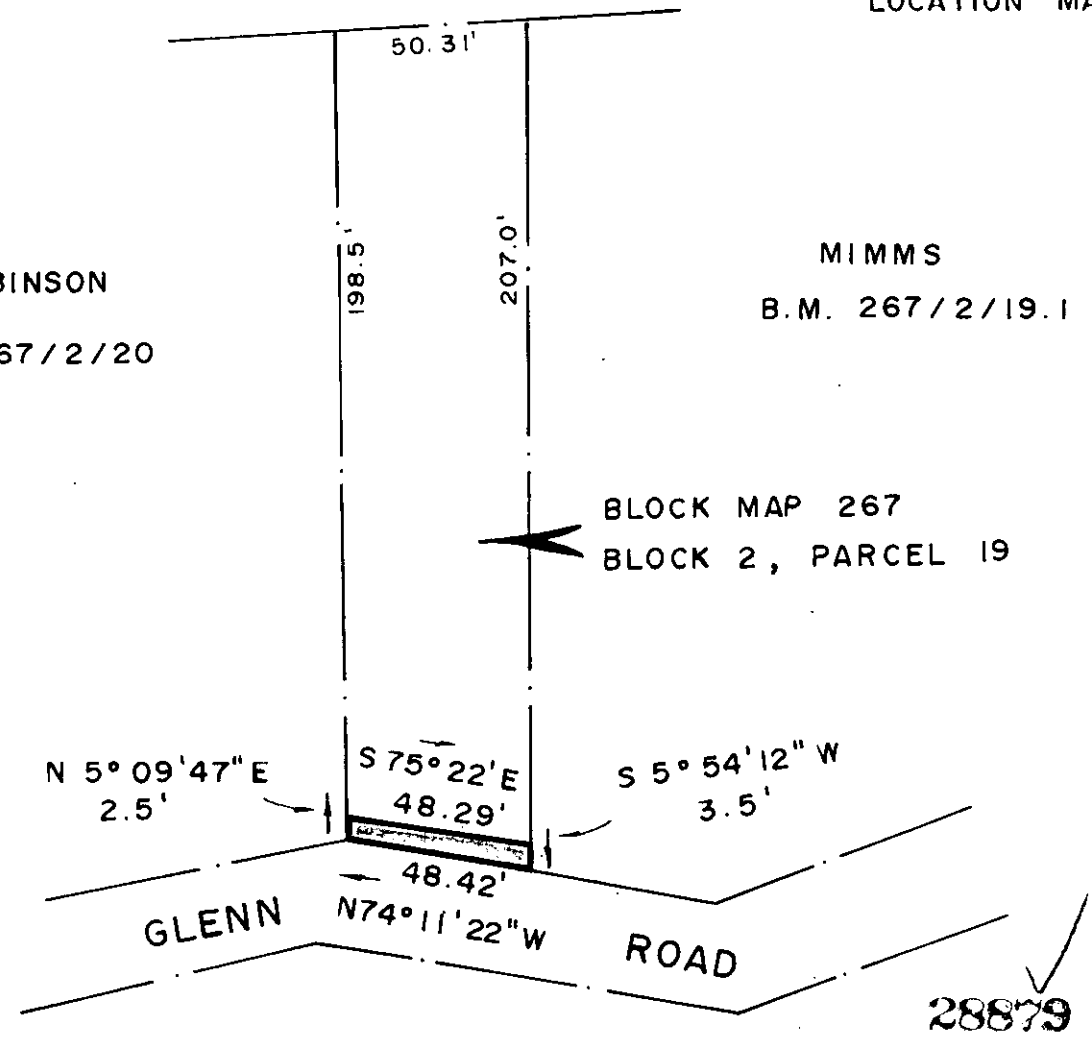 LOCATION MA
50.31'
198.5'
207.0'
BINSON
67/2/20
MIMMS
B.M. 267/2/19.1
BLOCK MAP 267
BLOCK 2, PARCEL 19
N 5° 09'47" E
2.5'
S 75° 22' E
48.29'
S 5° 54'12" W
3.5'
48.42'
N74° 11'22" W
GLENN ROAD
28879